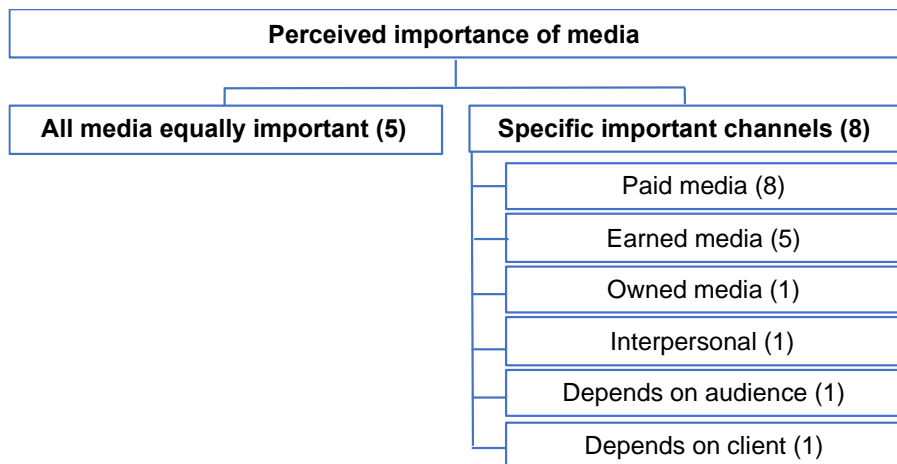 Perceived importance of media
All media equally important (5)
Specific important channels (8)
Paid media (8)
Earned media (5)
Owned media (1)
Interpersonal (1)
Depends on audience (1)
Depends on client (1)